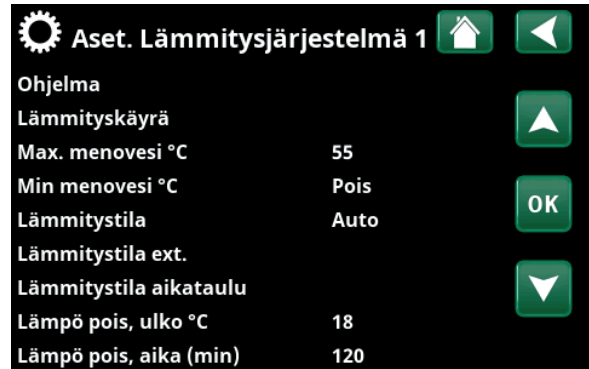 Aset. Lämmitysjärjestelmä 1
Ohjelma
Lämmityskäyrä
Max. menovesi °C 55
Min menovesi °C Pois
Lämmitystila Auto
OK
Lämmitystila ext.
Lämmitystila aikataulu
Lämpö pois, ulko °C 18
Lämpö pois, aika (min) 120